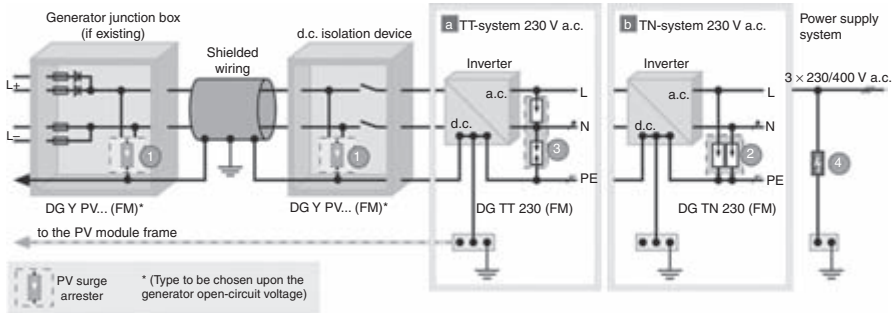 Generator junction box
(if existing)
Shielded
wiring
d.c. isolation device
a TT-system 230 V a.c.
b TN-system 230 V a.c.
Power supply
system
Inverter
Inverter
3 × 230/400 V a.c.
L+
L–
a.c.
d.c.
L
N
*
PE
a.c.
d.c.
L
N
*
PE
1
1
3
2
4
DG Y PV... (FM)*
DG Y PV... (FM)*
DG TT 230 (FM)
DG TN 230 (FM)
to the PV module frame
PV surge
arrester
* (Type to be chosen upon the
generator open-circuit voltage)